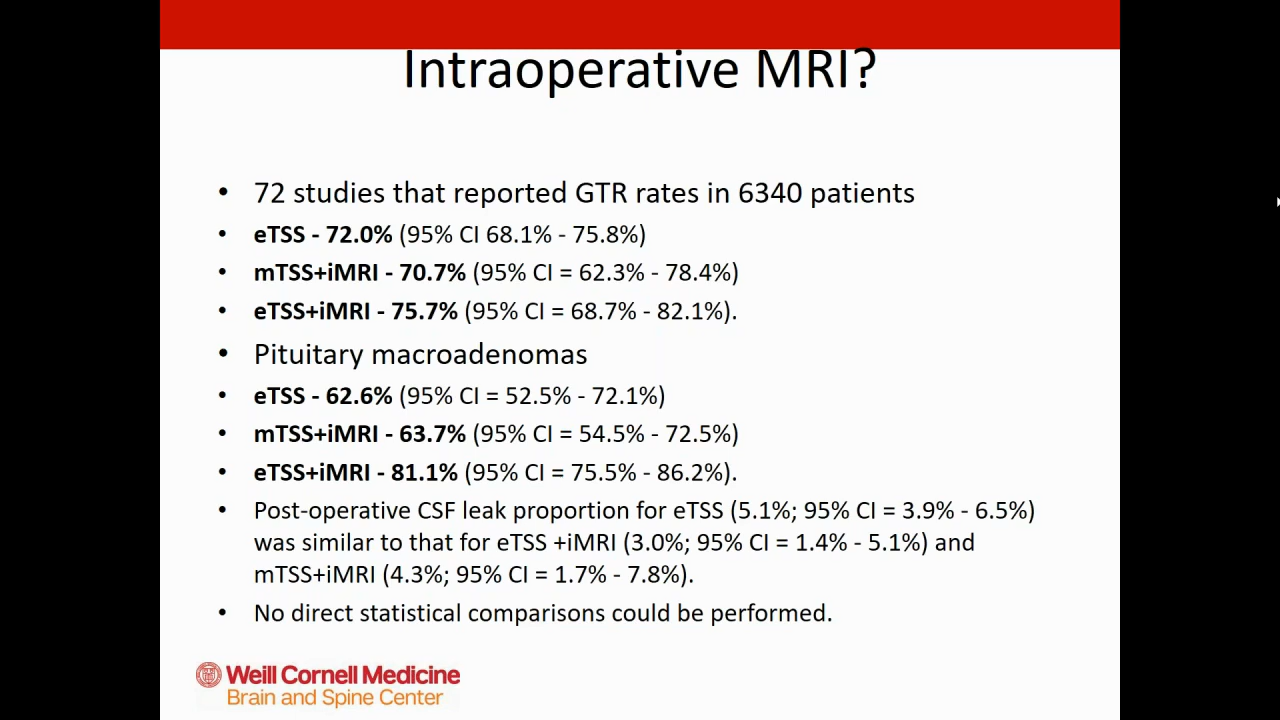 Intraoperative MRI?
• 72 studies that reported GTR rates in 6340 patients
• eTSS - 72.0% (95% CI 68.1% - 75.8%)
• mTSS+iMRI - 70.7% (95% CI = 62.3% - 78.4%)
• eTSS+iMRI - 75.7% (95% CI = 68.7% - 82.1%).
• Pituitary macroadenomas
• eTSS - 62.6% (95% CI = 52.5% - 72.1%)
• mTSS+iMRI - 63.7% (95% CI = 54.5% - 72.5%)
• eTSS+iMRI - 81.1% (95% CI = 75.5% - 86.2%).
• Post-operative CSF leak proportion for eTSS (5.1%; 95% CI = 3.9% - 6.5%)
was similar to that for eTSS +iMRI (3.0%; 95% CI = 1.4% - 5.1%) and
mTSS+iMRI (4.3%; 95% CI = 1.7% - 7.8%).
• No direct statistical comparisons could be performed.
Weill Cornell Medicine
Brain and Spine Center